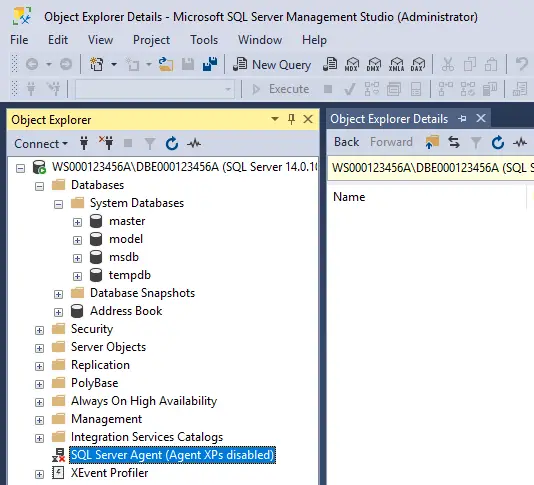 Object Explorer Details - Microsoft SQL Server Management Studio (Administrator)
File Edit View Project Tools Window Help
New Query MDX DMX XMLA DAX
Execute
Object Explorer
Object Explorer Details
Connect
Back Forward
WS000123456A\DBE000123456A (SQL Server 14.0.10
WS000123456A\DBE000123456A (SQL S
Databases
Name
System Databases
master
model
msdb
tempdb
Database Snapshots
Address Book
Security
Server Objects
Replication
PolyBase
Always On High Availability
Management
Integration Services Catalogs
SQL Server Agent (Agent XPs disabled)
XEvent Profiler